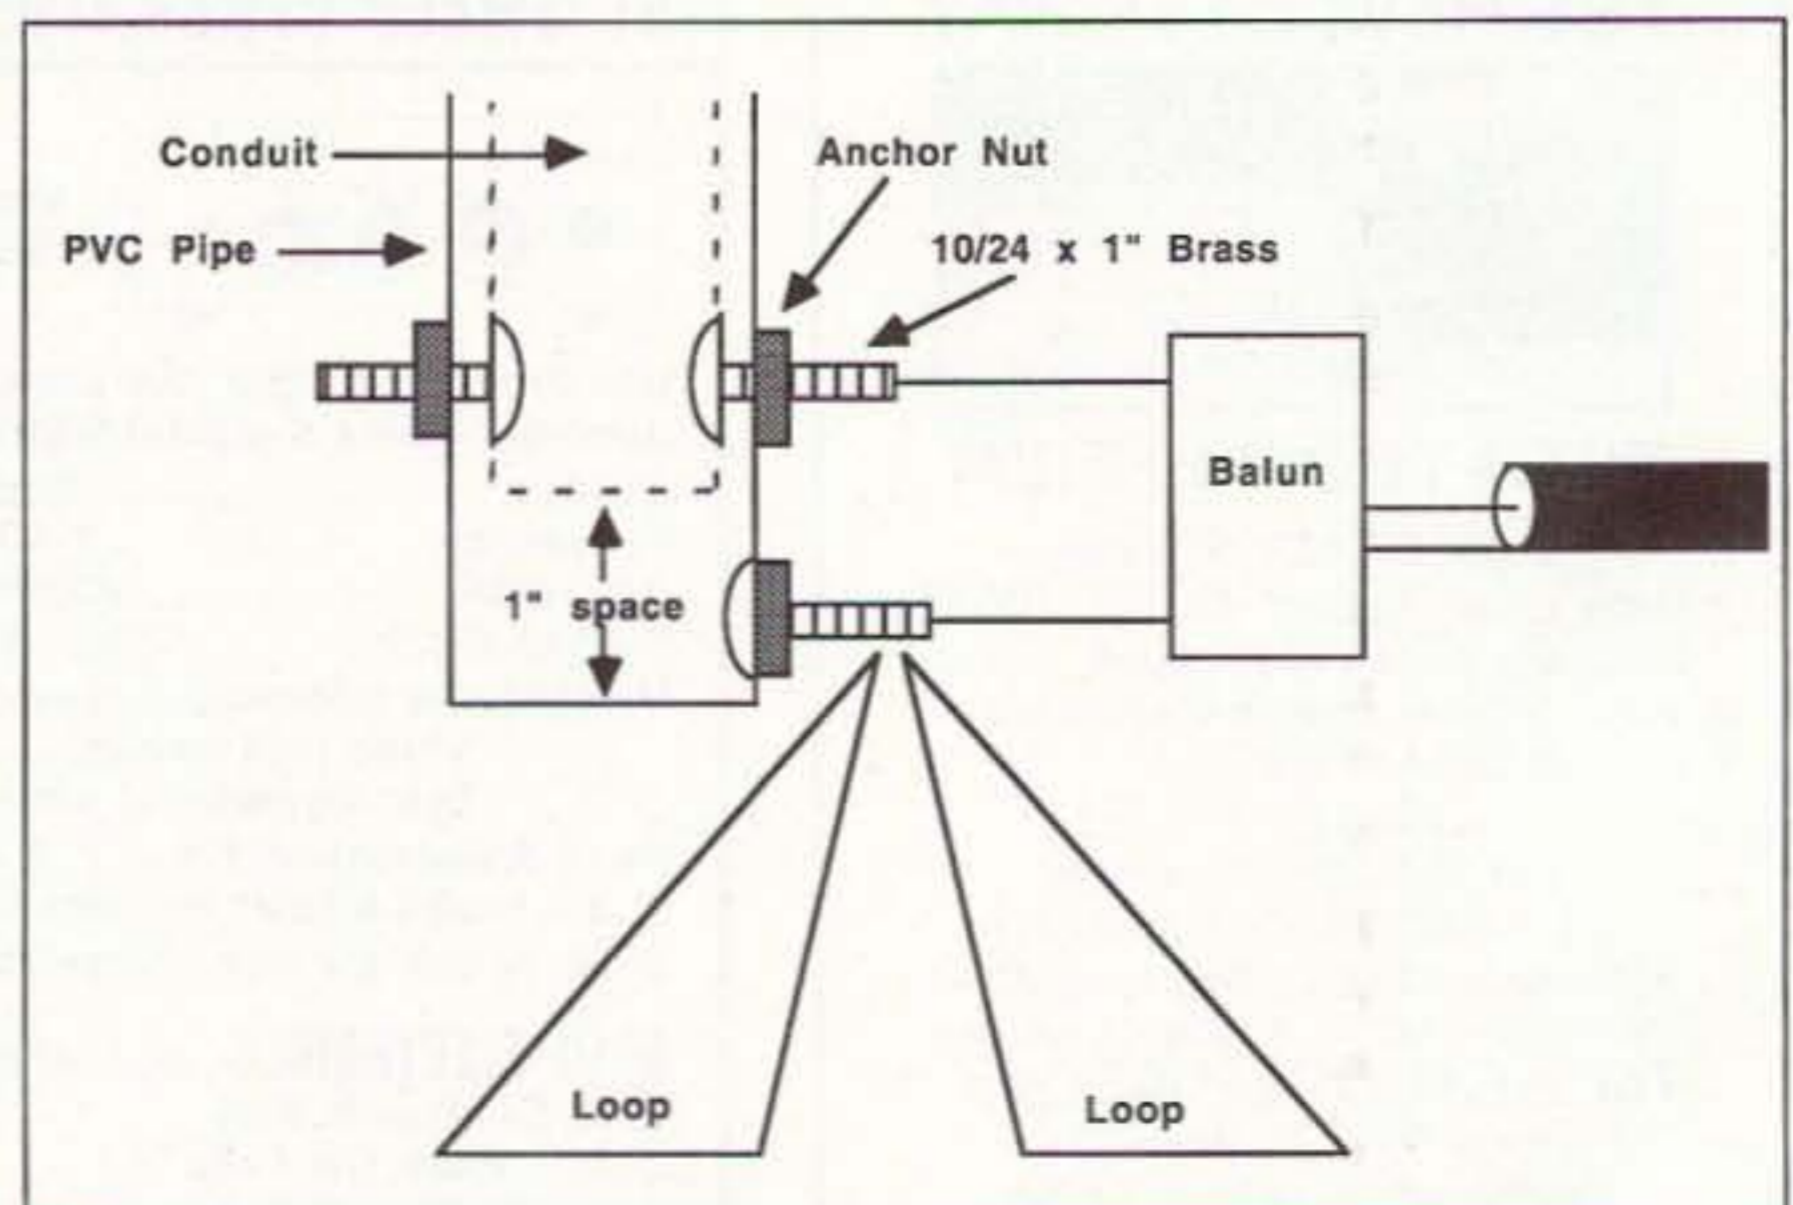 Conduit
Anchor Nut
PVC Pipe
10/24 x 1" Brass
Balun
1" space
Loop
Loop